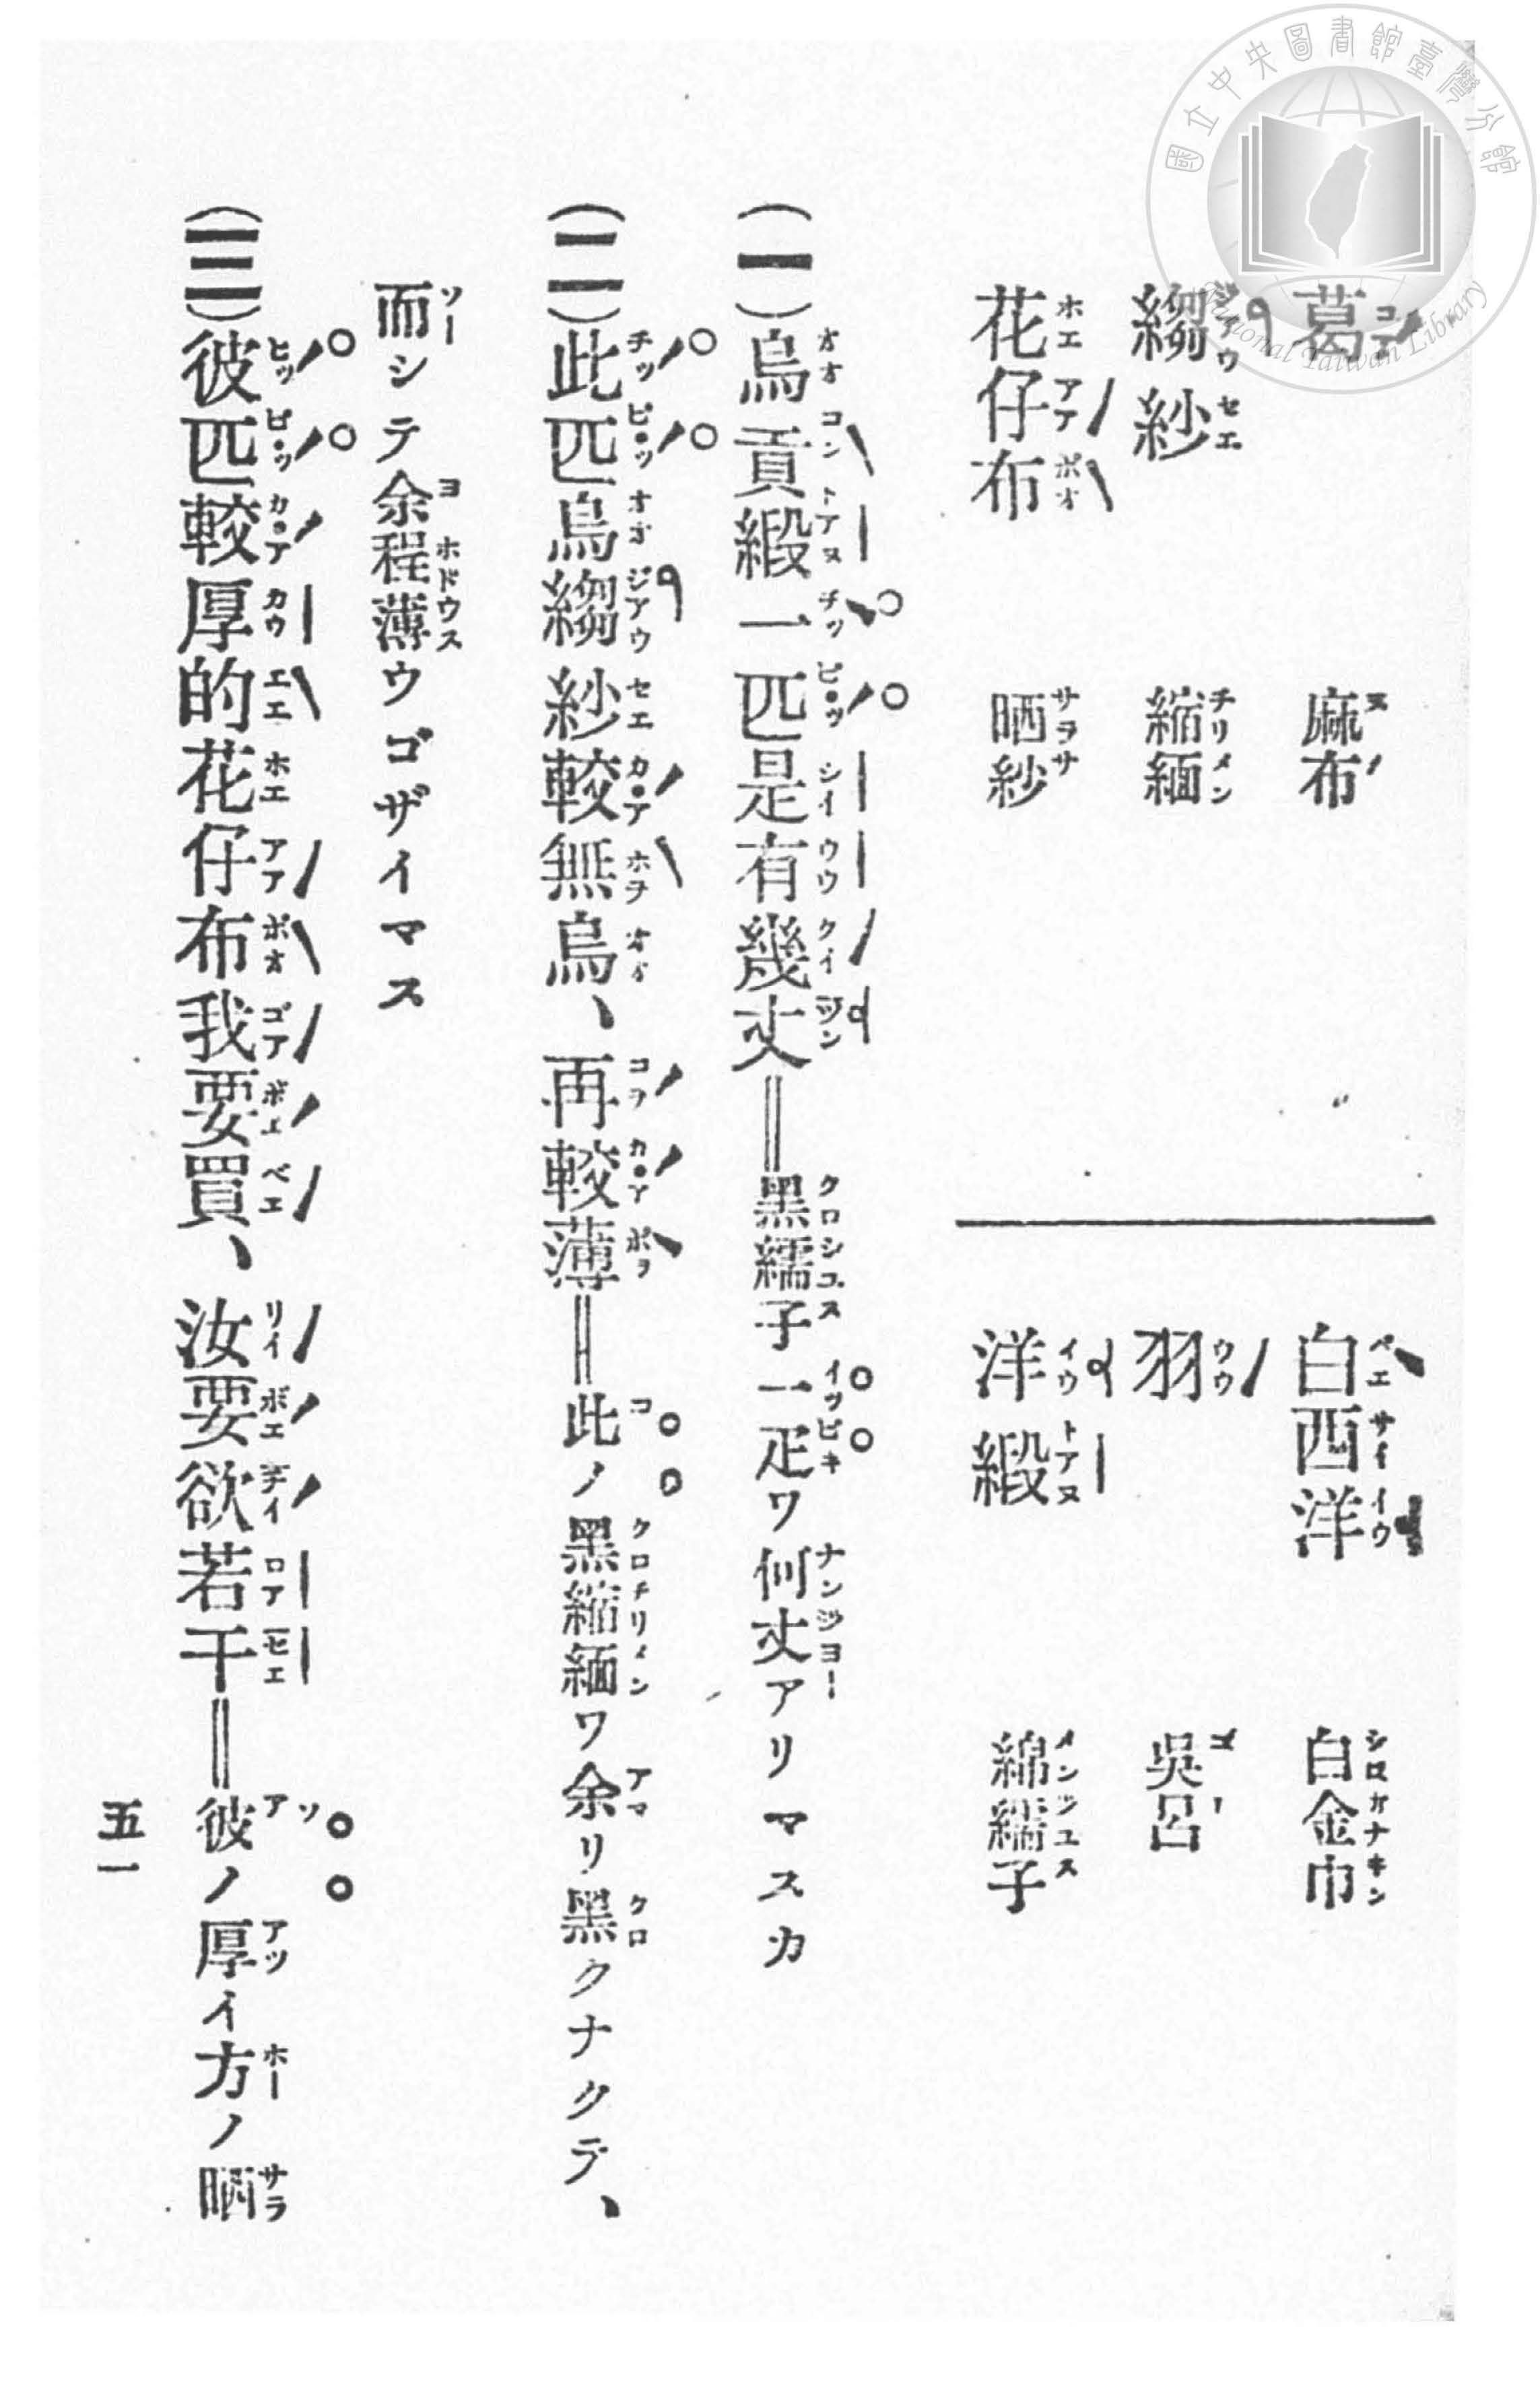 國立中央圖書館臺灣分館
National Taiwan Library
葛 麻布
縐紗 縮緬
花仔布 晒紗
白西洋 白金巾
羽 吳呂
洋緞 綿繻子
(一)烏貢緞一匹是有幾丈=黑繻子一疋ワ何丈アリマスカ
(二)此匹烏縐紗較無烏、再較薄=此ノ黑縮緬ワ余リ黑クナクテ、
而シテ余程薄ウゴザイマス
(三)彼匹較厚的花仔布我要買、汝要欲若干=彼ノ厚イ方ノ晒
五一